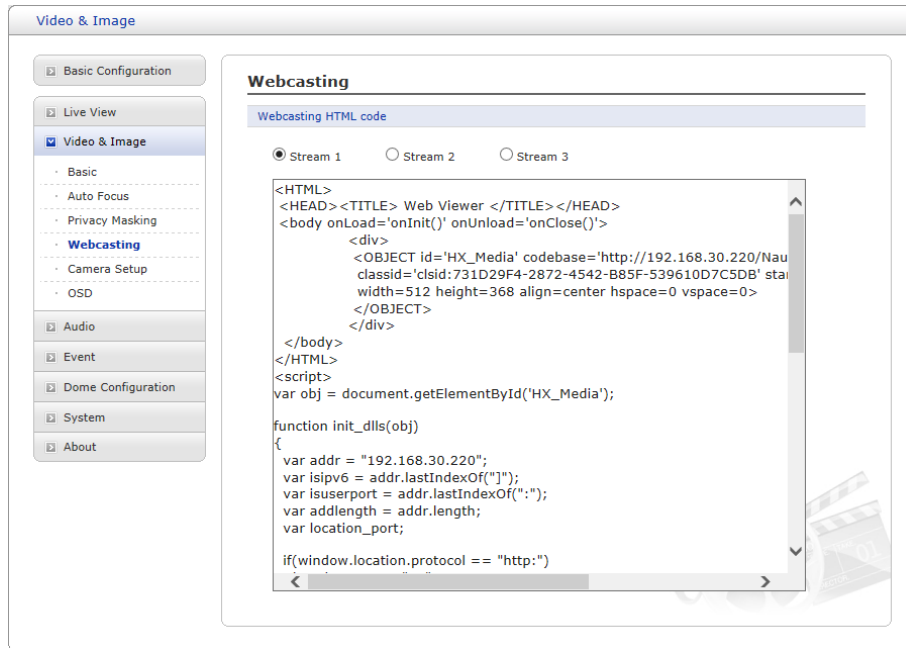 Video & Image
Basic Configuration
Live View
Video & Image
Basic
Auto Focus
Privacy Masking
Webcasting
Camera Setup
OSD
Audio
Event
Dome Configuration
System
About
Webcasting
Webcasting HTML code
Stream 1 Stream 2 Stream 3
<HTML>
<HEAD><TITLE> Web Viewer </TITLE></HEAD>
<body onLoad='onInit()' onUnload='onClose()'>
<div>
<OBJECT id='HX_Media' codebase='http://192.168.30.220/Nau
classid='clsid:731D29F4-2872-4542-B85F-539610D7C5DB' star
width=512 height=368 align=center hspace=0 vspace=0>
</OBJECT>
</div>
</body>
</HTML>
<script>
var obj = document.getElementById('HX_Media');
function init_dlls(obj)
{
var addr = "192.168.30.220";
var isipv6 = addr.lastIndexOf("]");
var isuserport = addr.lastIndexOf(":");
var addlength = addr.length;
var location_port;
if(window.location.protocol == "http:")
01